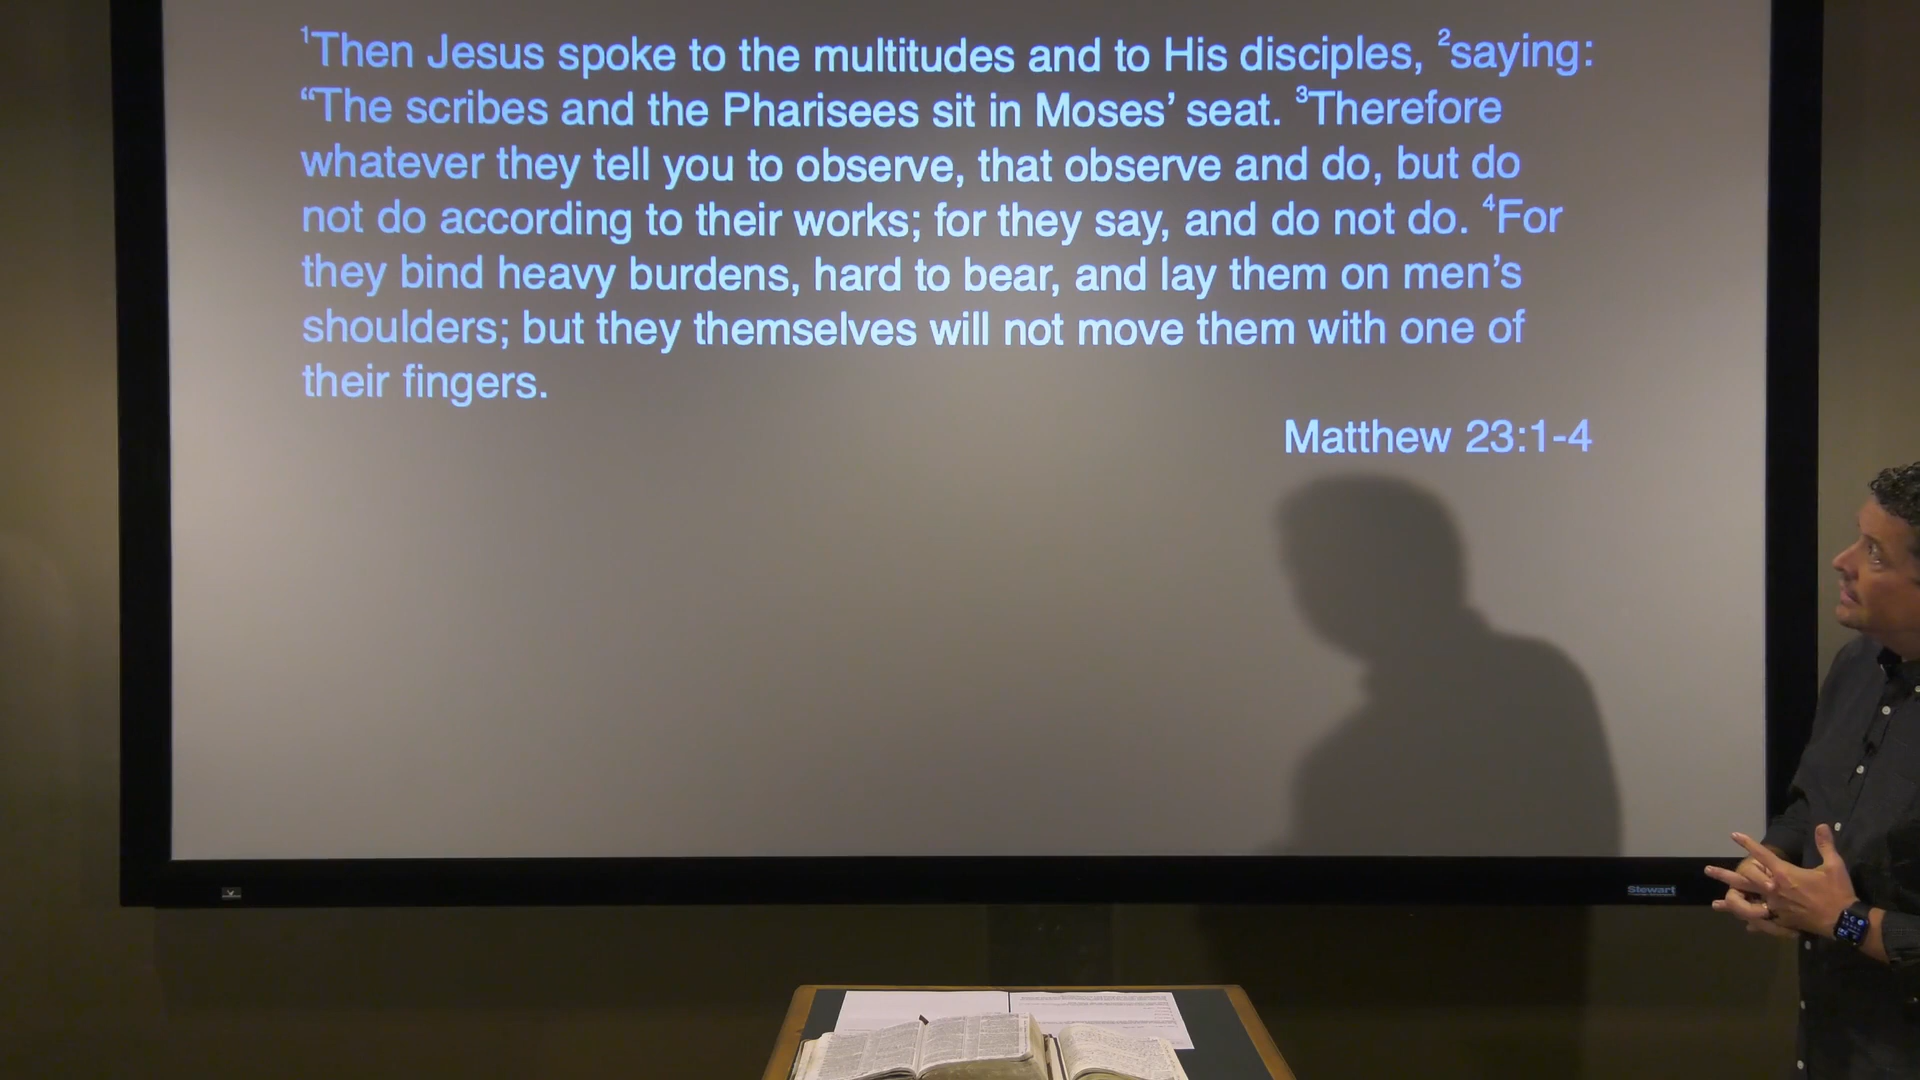 ¹Then Jesus spoke to the multitudes and to His disciples, ²saying:
“The scribes and the Pharisees sit in Moses’ seat. ³Therefore
whatever they tell you to observe, that observe and do, but do
not do according to their works; for they say, and do not do. ⁴For
they bind heavy burdens, hard to bear, and lay them on men’s
shoulders; but they themselves will not move them with one of
their fingers.
Matthew 23:1-4
Stewart